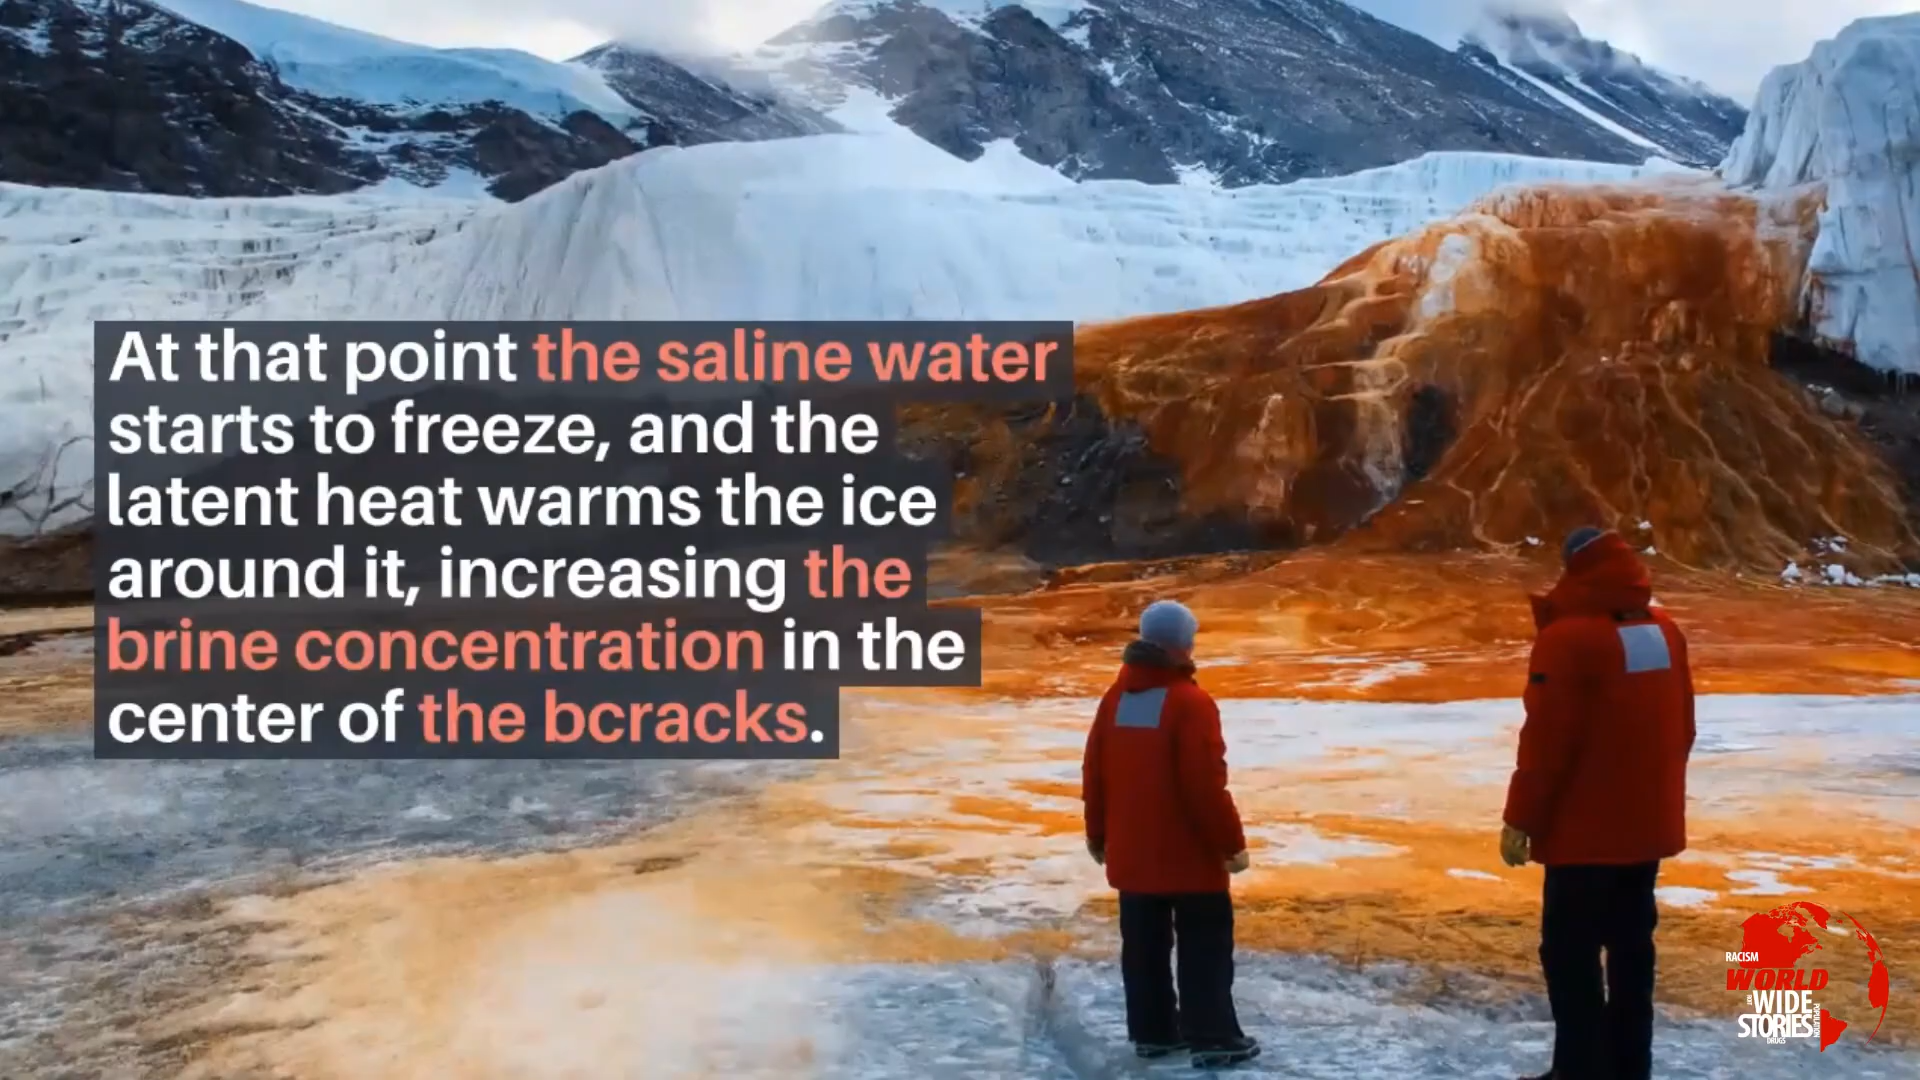 At that point the saline water
starts to freeze, and the
latent heat warms the ice
around it, increasing the
brine concentration in the
center of the bcracks.
RACISM
WORLD
WIDE
STORIES
DRUGS